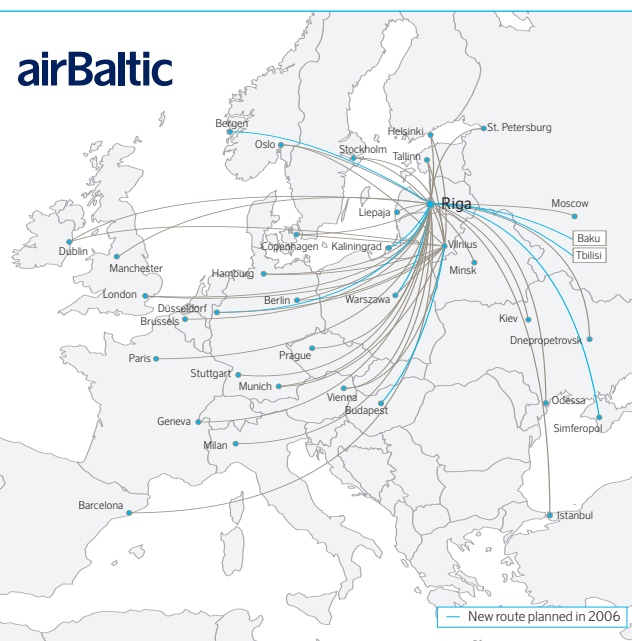 airBaltic
Bergen
Oslo
Stockholm
Helsinki
St. Petersburg
Tallinn
Riga
Liepaja
Moscow
Baku
Tbilisi
Dublin
Manchester
Copenhagen
Kaliningrad
Vilnius
Minsk
Hamburg
London
Berlin
Warszawa
Düsseldorf
Brussels
Kiev
Dnepropetrovsk
Paris
Prague
Stuttgart
Munich
Vienna
Budapest
Odessa
Simferopol
Geneva
Milan
Barcelona
Istanbul
New route planned in 2006